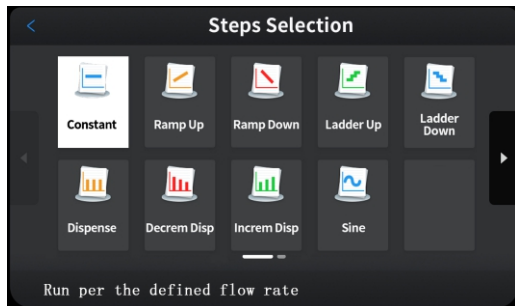 Steps Selection
Constant
Ramp Up
Ramp Down
Ladder Up
Ladder
Down
Dispense
Decrem Disp
Increm Disp
Sine
Run per the defined flow rate